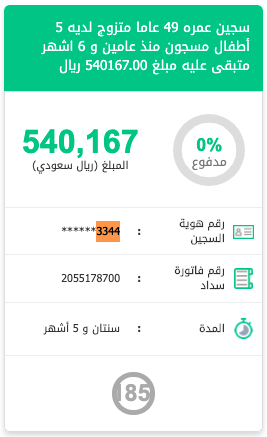 سجين عمره 49 عاما متزوج لديه 5
أطفال مسجون منذ عامين و 6 اشهر
متبقى عليه مبلغ 540167.00 ريال
0%
مدفوع
540,167
المبلغ (ريال سعودي)
رقم هوية
السجين
:
******3344
رقم فاتورة
سداد
:
2055178700
المدة
:
سنتان و 5 أشهر
185